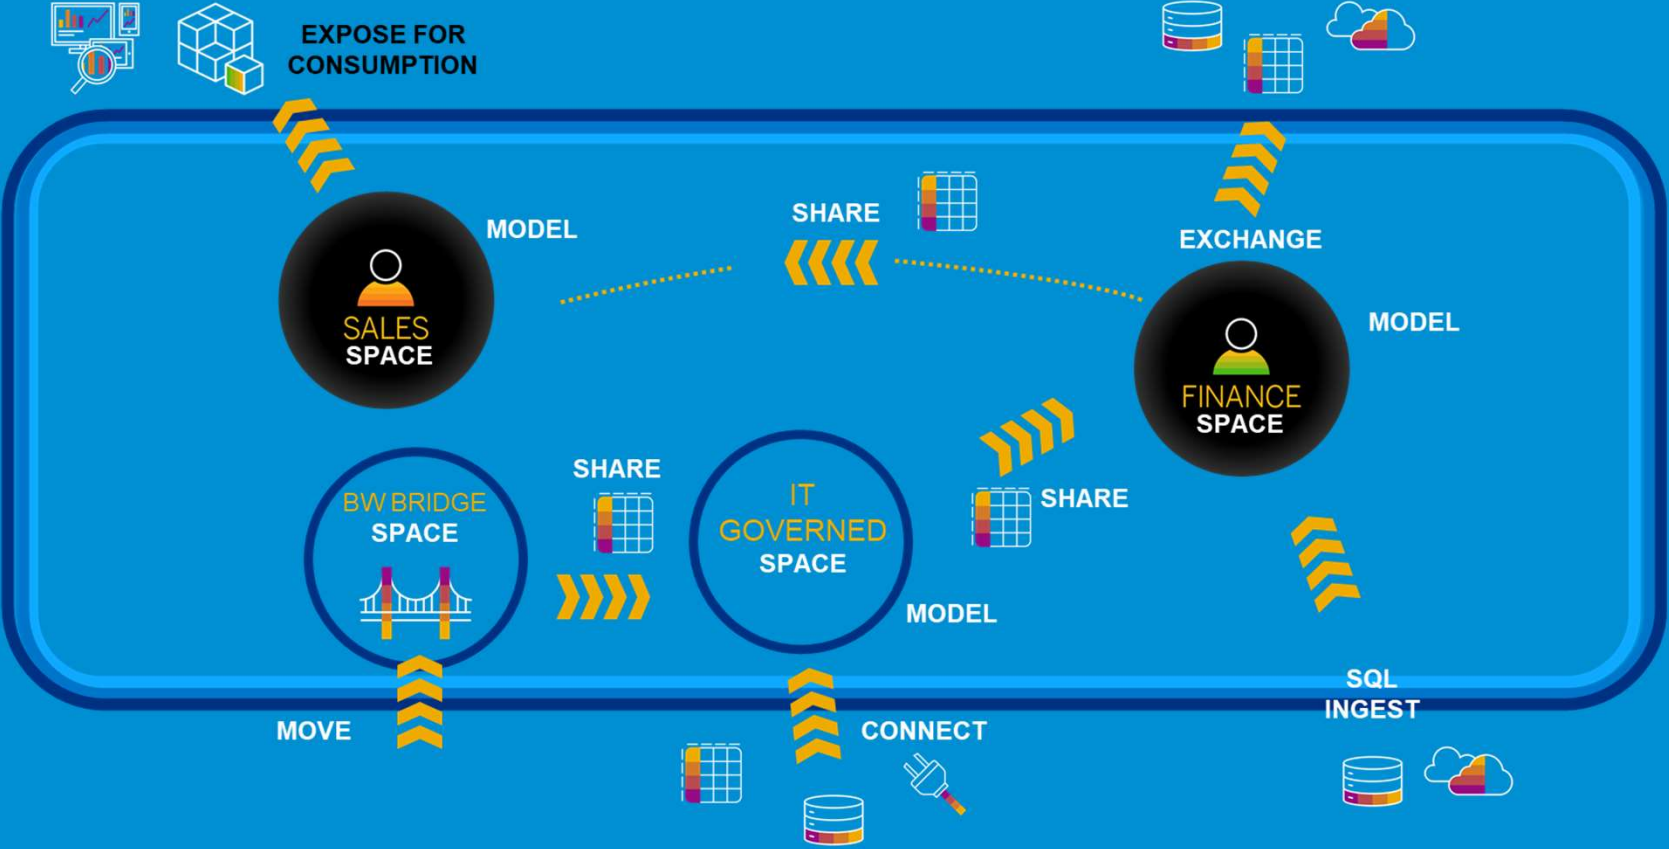 EXPOSE FOR
CONSUMPTION
MODEL
SHARE
EXCHANGE
SALES
SPACE
MODEL
FINANCE
SPACE
SHARE
BW BRIDGE
SPACE
IT
GOVERNED
SPACE
SHARE
MODEL
SQL
INGEST
MOVE
CONNECT